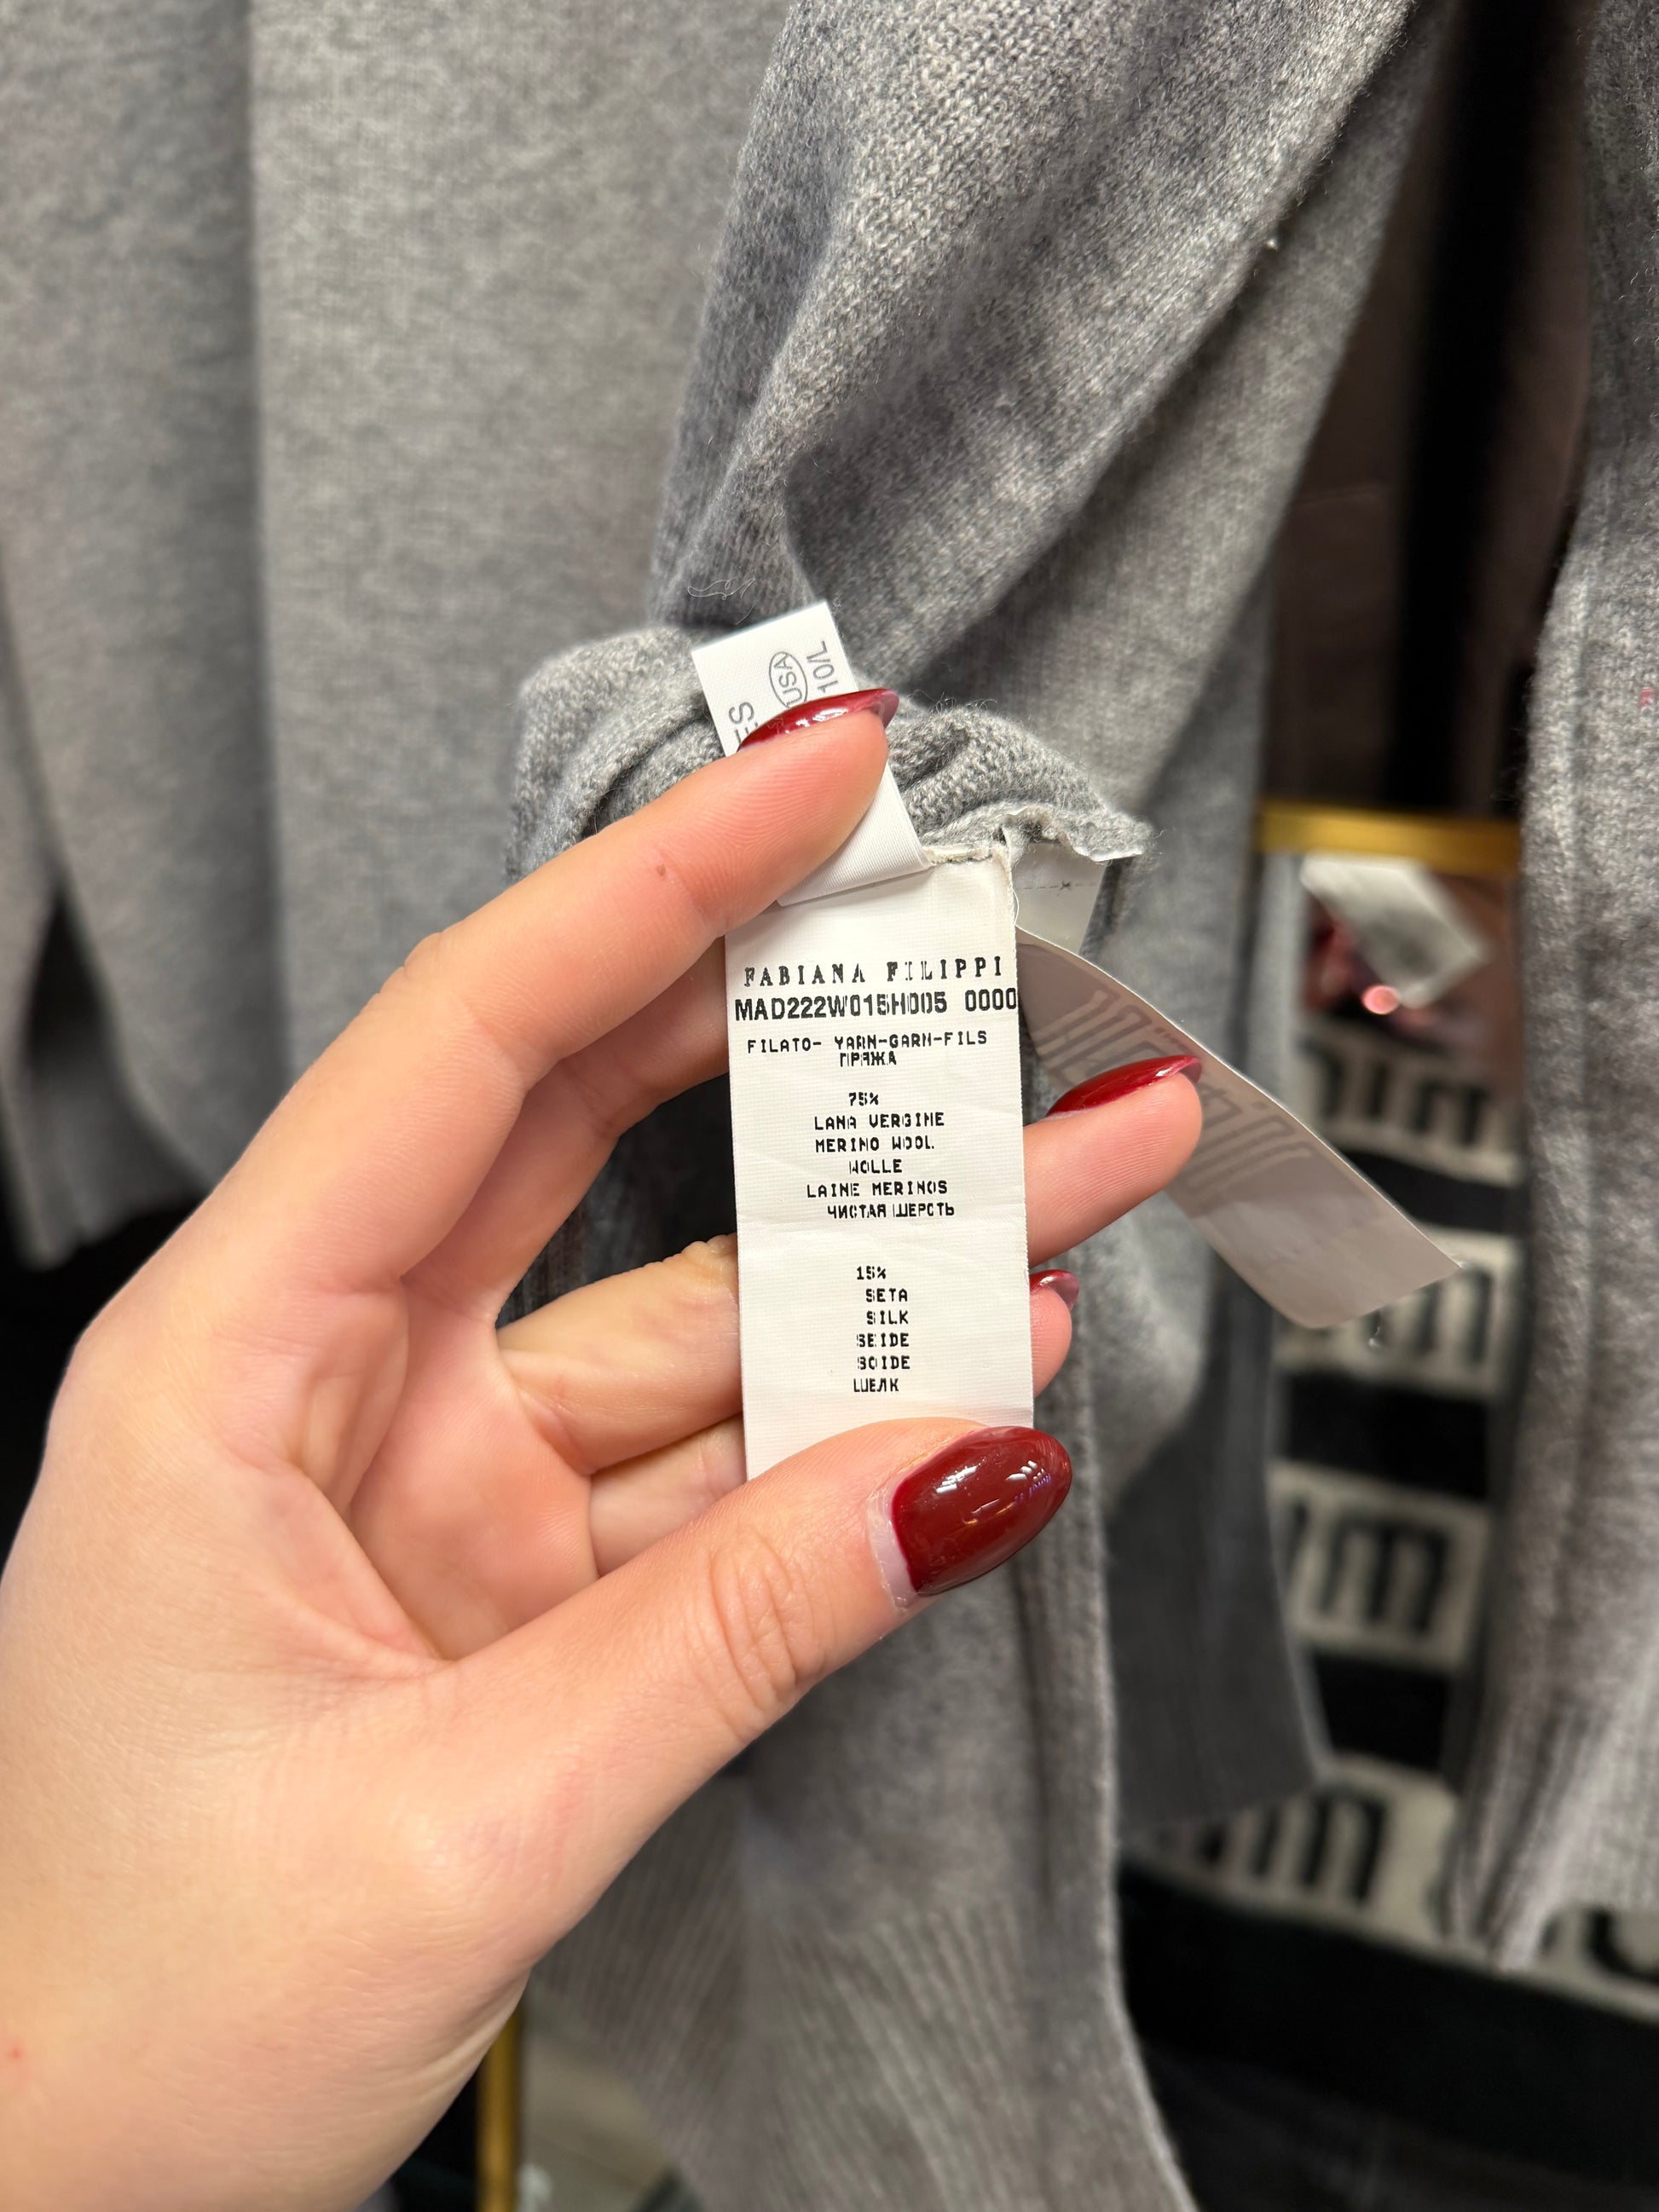 USA
10/L
FABIANA FILIPPI
MAD222W015H005 0000
FILATO- YARN-GARN-FILS
ПРЯЖА
75%
LANA VERGINE
MERINO WOOL
WOLLE
LAINE MERINOS
ЧИСТАЯ ШЕРСТЬ
15%
SETA
SILK
SEIDE
SOIDE
ШЕЛК